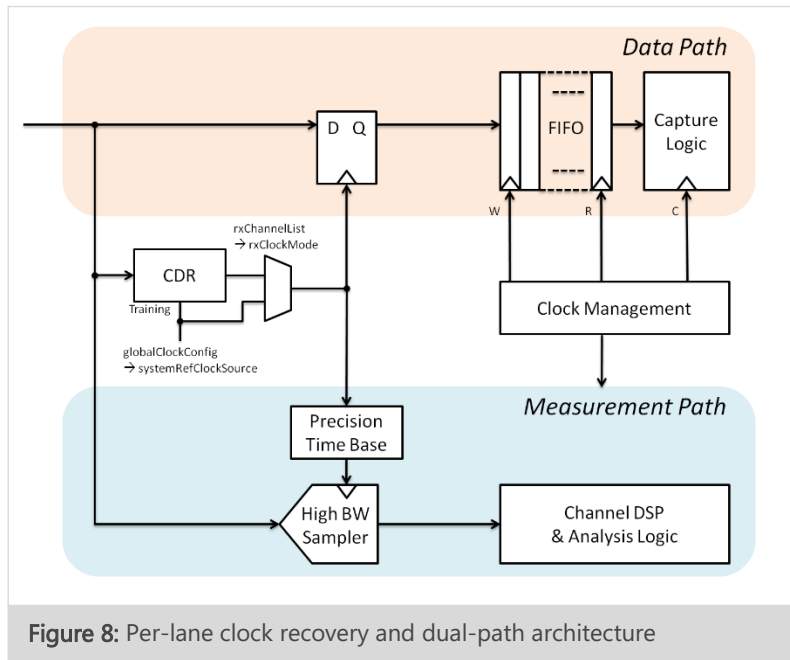 Data Path
D Q
FIFO
Capture
Logic
W
R
C
rxChannelList
→ rxClockMode
CDR
Training
Clock Management
globalClockConfig
→ systemRefClockSource
Measurement Path
Precision
Time Base
High BW
Sampler
Channel DSP
& Analysis Logic
Figure 8: Per-lane clock recovery and dual-path architecture